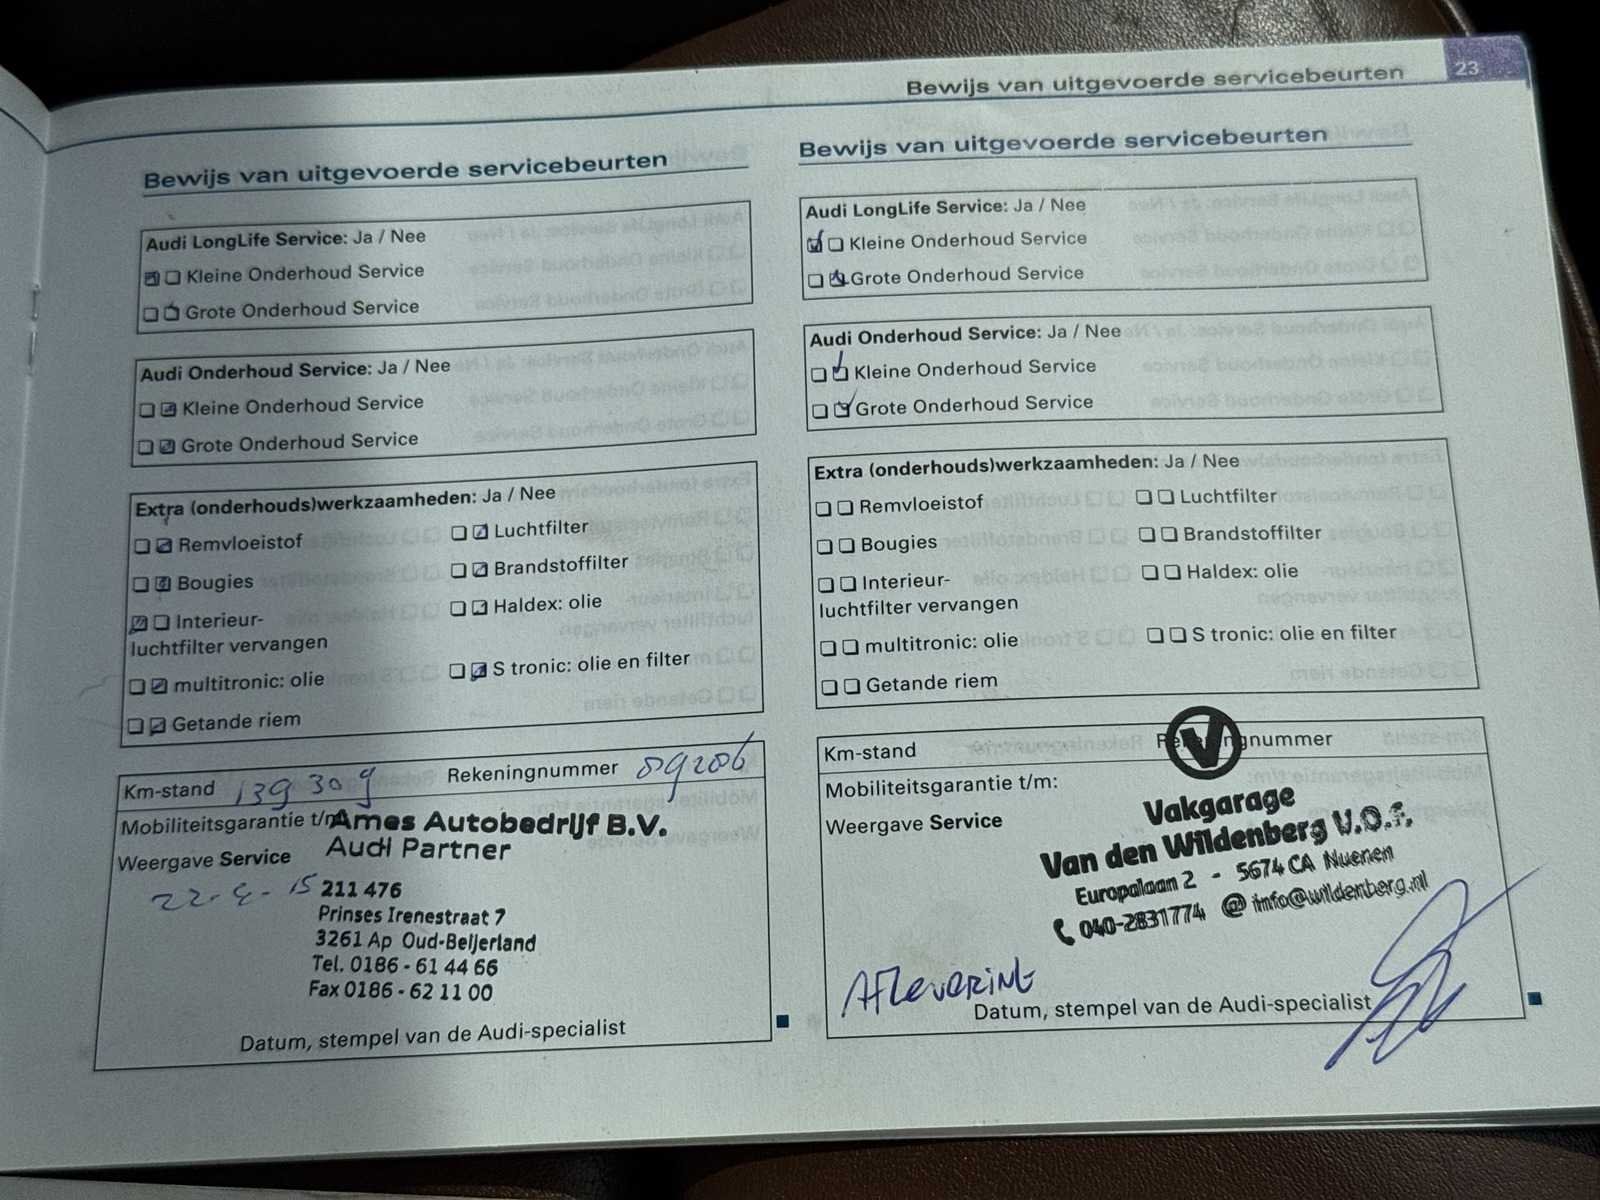 Bewijs van uitgevoerde servicebeurten 23
Bewijs van uitgevoerde servicebeurten
Audi LongLife Service: Ja / Nee
Kleine Onderhoud Service
Grote Onderhoud Service
Audi Onderhoud Service: Ja / Nee
Kleine Onderhoud Service
Grote Onderhoud Service
Extra (onderhouds)werkzaamheden: Ja / Nee
Remvloeistof Luchtfilter
Bougies Brandstoffilter
Interieur- Haldex: olie
luchtfilter vervangen
multitronic: olie S tronic: olie en filter
Getande riem
Km-stand 139 309 Rekeningnummer 09206
Mobiliteitsgarantie t/m Ames Autobedrijf B.V.
Weergave Service Audi Partner
22-4-15 211 476
Prinses Irenestraat 7
3261 Ap Oud-Beijerland
Tel. 0186 - 61 44 66
Fax 0186 - 62 11 00
Datum, stempel van de Audi-specialist
Bewijs van uitgevoerde servicebeurten
Audi LongLife Service: Ja / Nee
Kleine Onderhoud Service
Grote Onderhoud Service
Audi Onderhoud Service: Ja / Nee
Kleine Onderhoud Service
Grote Onderhoud Service
Extra (onderhouds)werkzaamheden: Ja / Nee
Remvloeistof Luchtfilter
Bougies Brandstoffilter
Interieur- Haldex: olie
luchtfilter vervangen
multitronic: olie S tronic: olie en filter
Getande riem
Km-stand Rekeningnummer
Mobiliteitsgarantie t/m:
Weergave Service
V
Vakgarage
Van den Wildenberg V.O.f.
Europalaan 2 - 5674 CA Nuenen
040-2831774 @ info@wildenberg.nl
Aflevering
Datum, stempel van de Audi-specialist